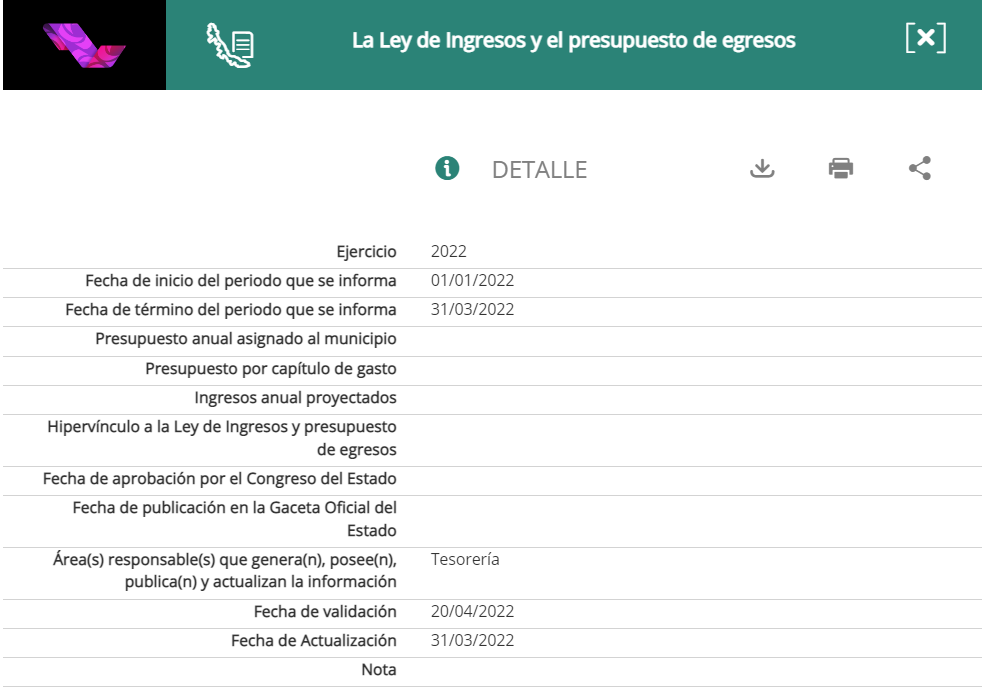 La Ley de Ingresos y el presupuesto de egresos
DETALLE
Ejercicio 2022
Fecha de inicio del periodo que se informa 01/01/2022
Fecha de término del periodo que se informa 31/03/2022
Presupuesto anual asignado al municipio
Presupuesto por capítulo de gasto
Ingresos anual proyectados
Hipervínculo a la Ley de Ingresos y presupuesto
de egresos
Fecha de aprobación por el Congreso del Estado
Fecha de publicación en la Gaceta Oficial del
Estado
Área(s) responsable(s) que genera(n), posee(n), Tesorería
publica(n) y actualizan la información
Fecha de validación 20/04/2022
Fecha de Actualización 31/03/2022
Nota